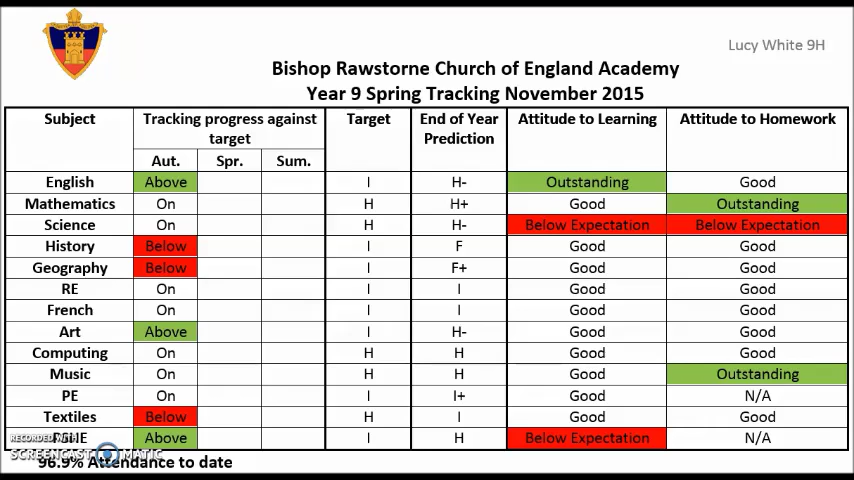 Lucy White 9H
Bishop Rawstorne Church of England Academy
Year 9 Spring Tracking November 2015
Subject Tracking progress against target Target End of Year Prediction Attitude to Learning Attitude to Homework
Aut. Spr. Sum.
English Above I H- Outstanding Good
Mathematics On H H+ Good Outstanding
Science On H H- Below Expectation Below Expectation
History Below I F Good Good
Geography Below I F+ Good Good
RE On I I Good Good
French On I I Good Good
Art Above I H- Good Good
Computing On H H Good Good
Music On H H Good Outstanding
PE On I I+ Good N/A
Textiles Below H I Good Good
Above I H Below Expectation N/A
RECORDED WITH
SCREENCAST MATIC
96.9% Attendance to date